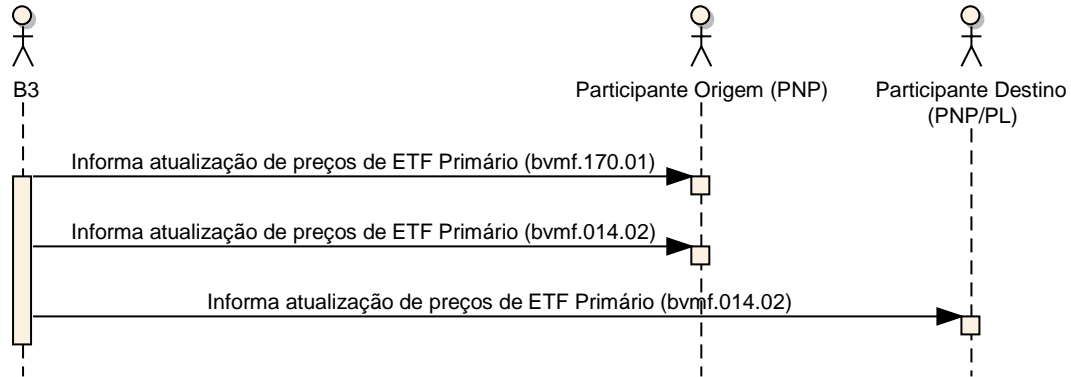 B3
Participante Origem (PNP)
Participante Destino
(PNP/PL)
Informa atualização de preços de ETF Primário (bvmf.170.01)
Informa atualização de preços de ETF Primário (bvmf.014.02)
Informa atualização de preços de ETF Primário (bvmf.014.02)